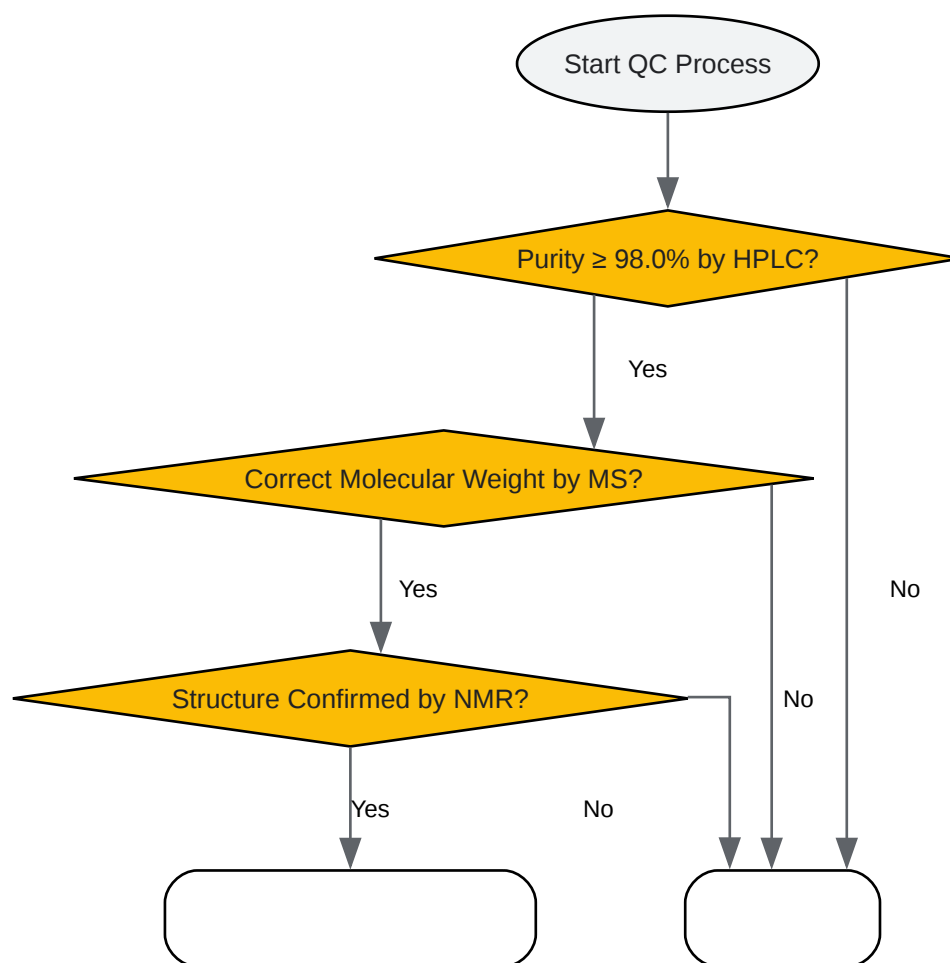 Start QC Process
Purity ≥ 98.0% by HPLC?
Yes
Correct Molecular Weight by MS?
Yes
No
Structure Confirmed by NMR?
No
Yes
No